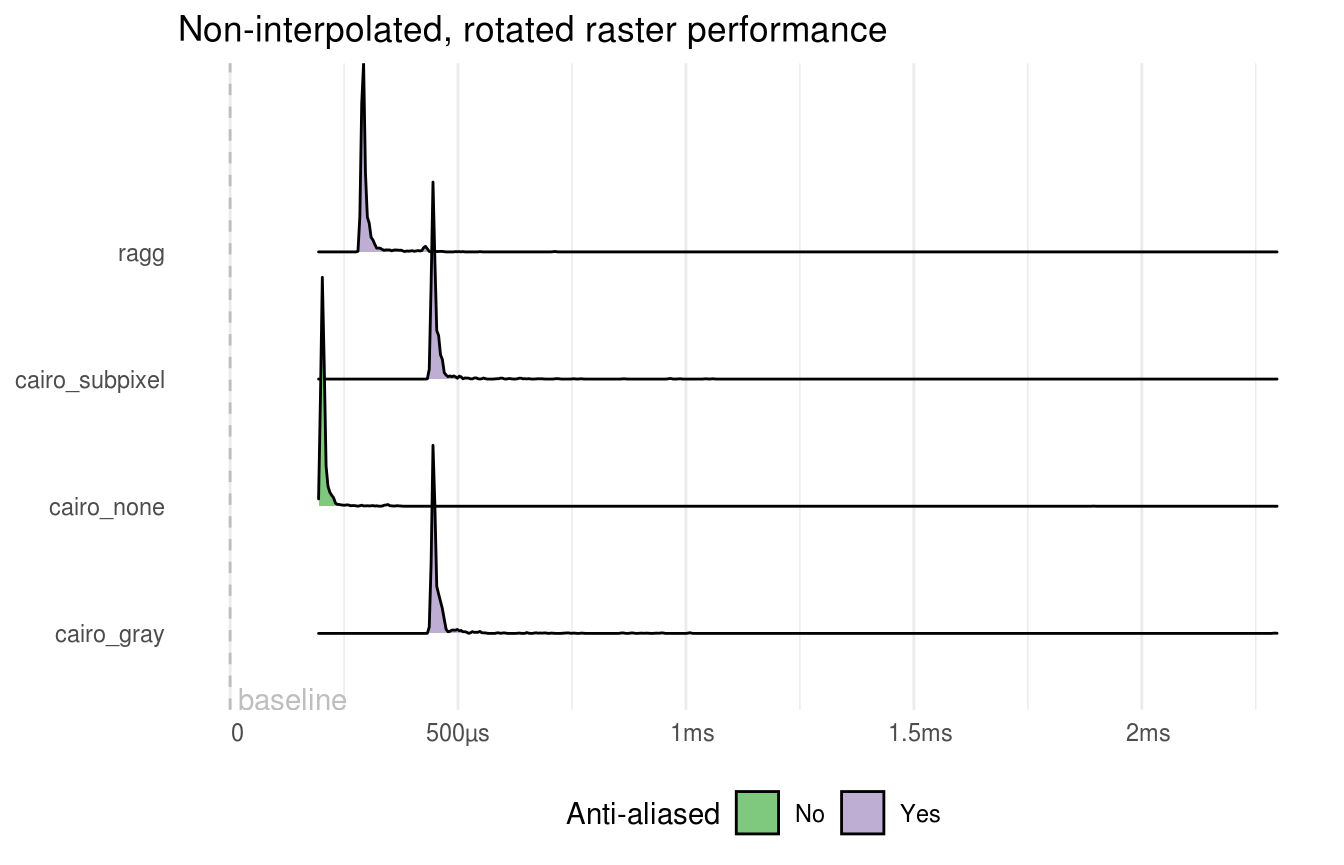 Non-interpolated, rotated raster performance
ragg
cairo_subpixel
cairo_none
cairo_gray
baseline
0 500µs 1ms 1.5ms 2ms
Anti-aliased No Yes